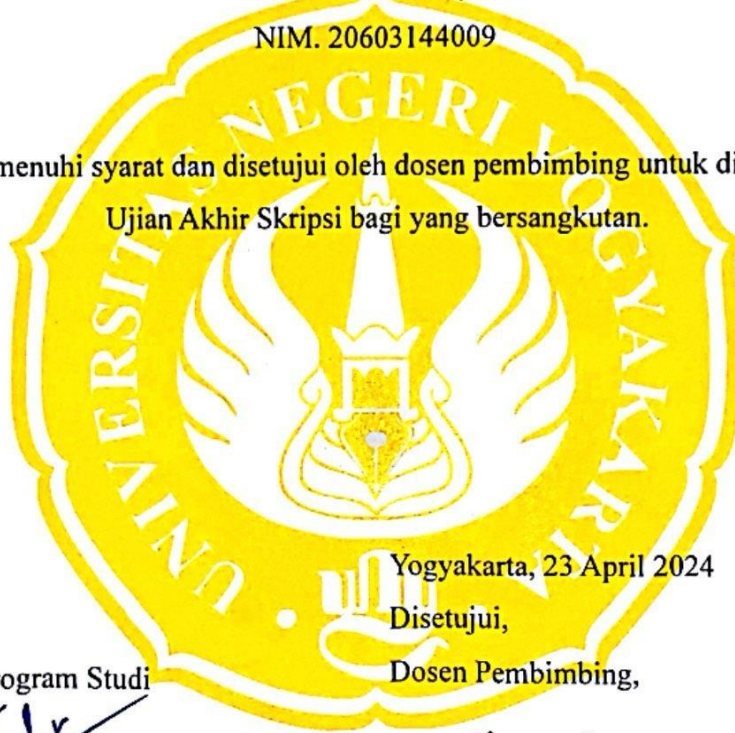 NIM. 20603144009
menuhi syarat dan disetujui oleh dosen pembimbing untuk di
Ujian Akhir Skripsi bagi yang bersangkutan.
UNIVERSITAS NEGERI YOGYAKARTA
Yogyakarta, 23 April 2024
Disetujui,
Dosen Pembimbing,
ogram Studi